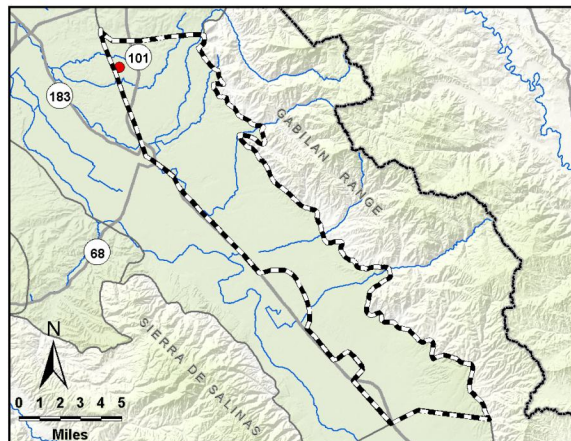 101
183
GABILAN RANGE
68
SIERRA DE SALINAS
N
0 1 2 3 4 5
Miles